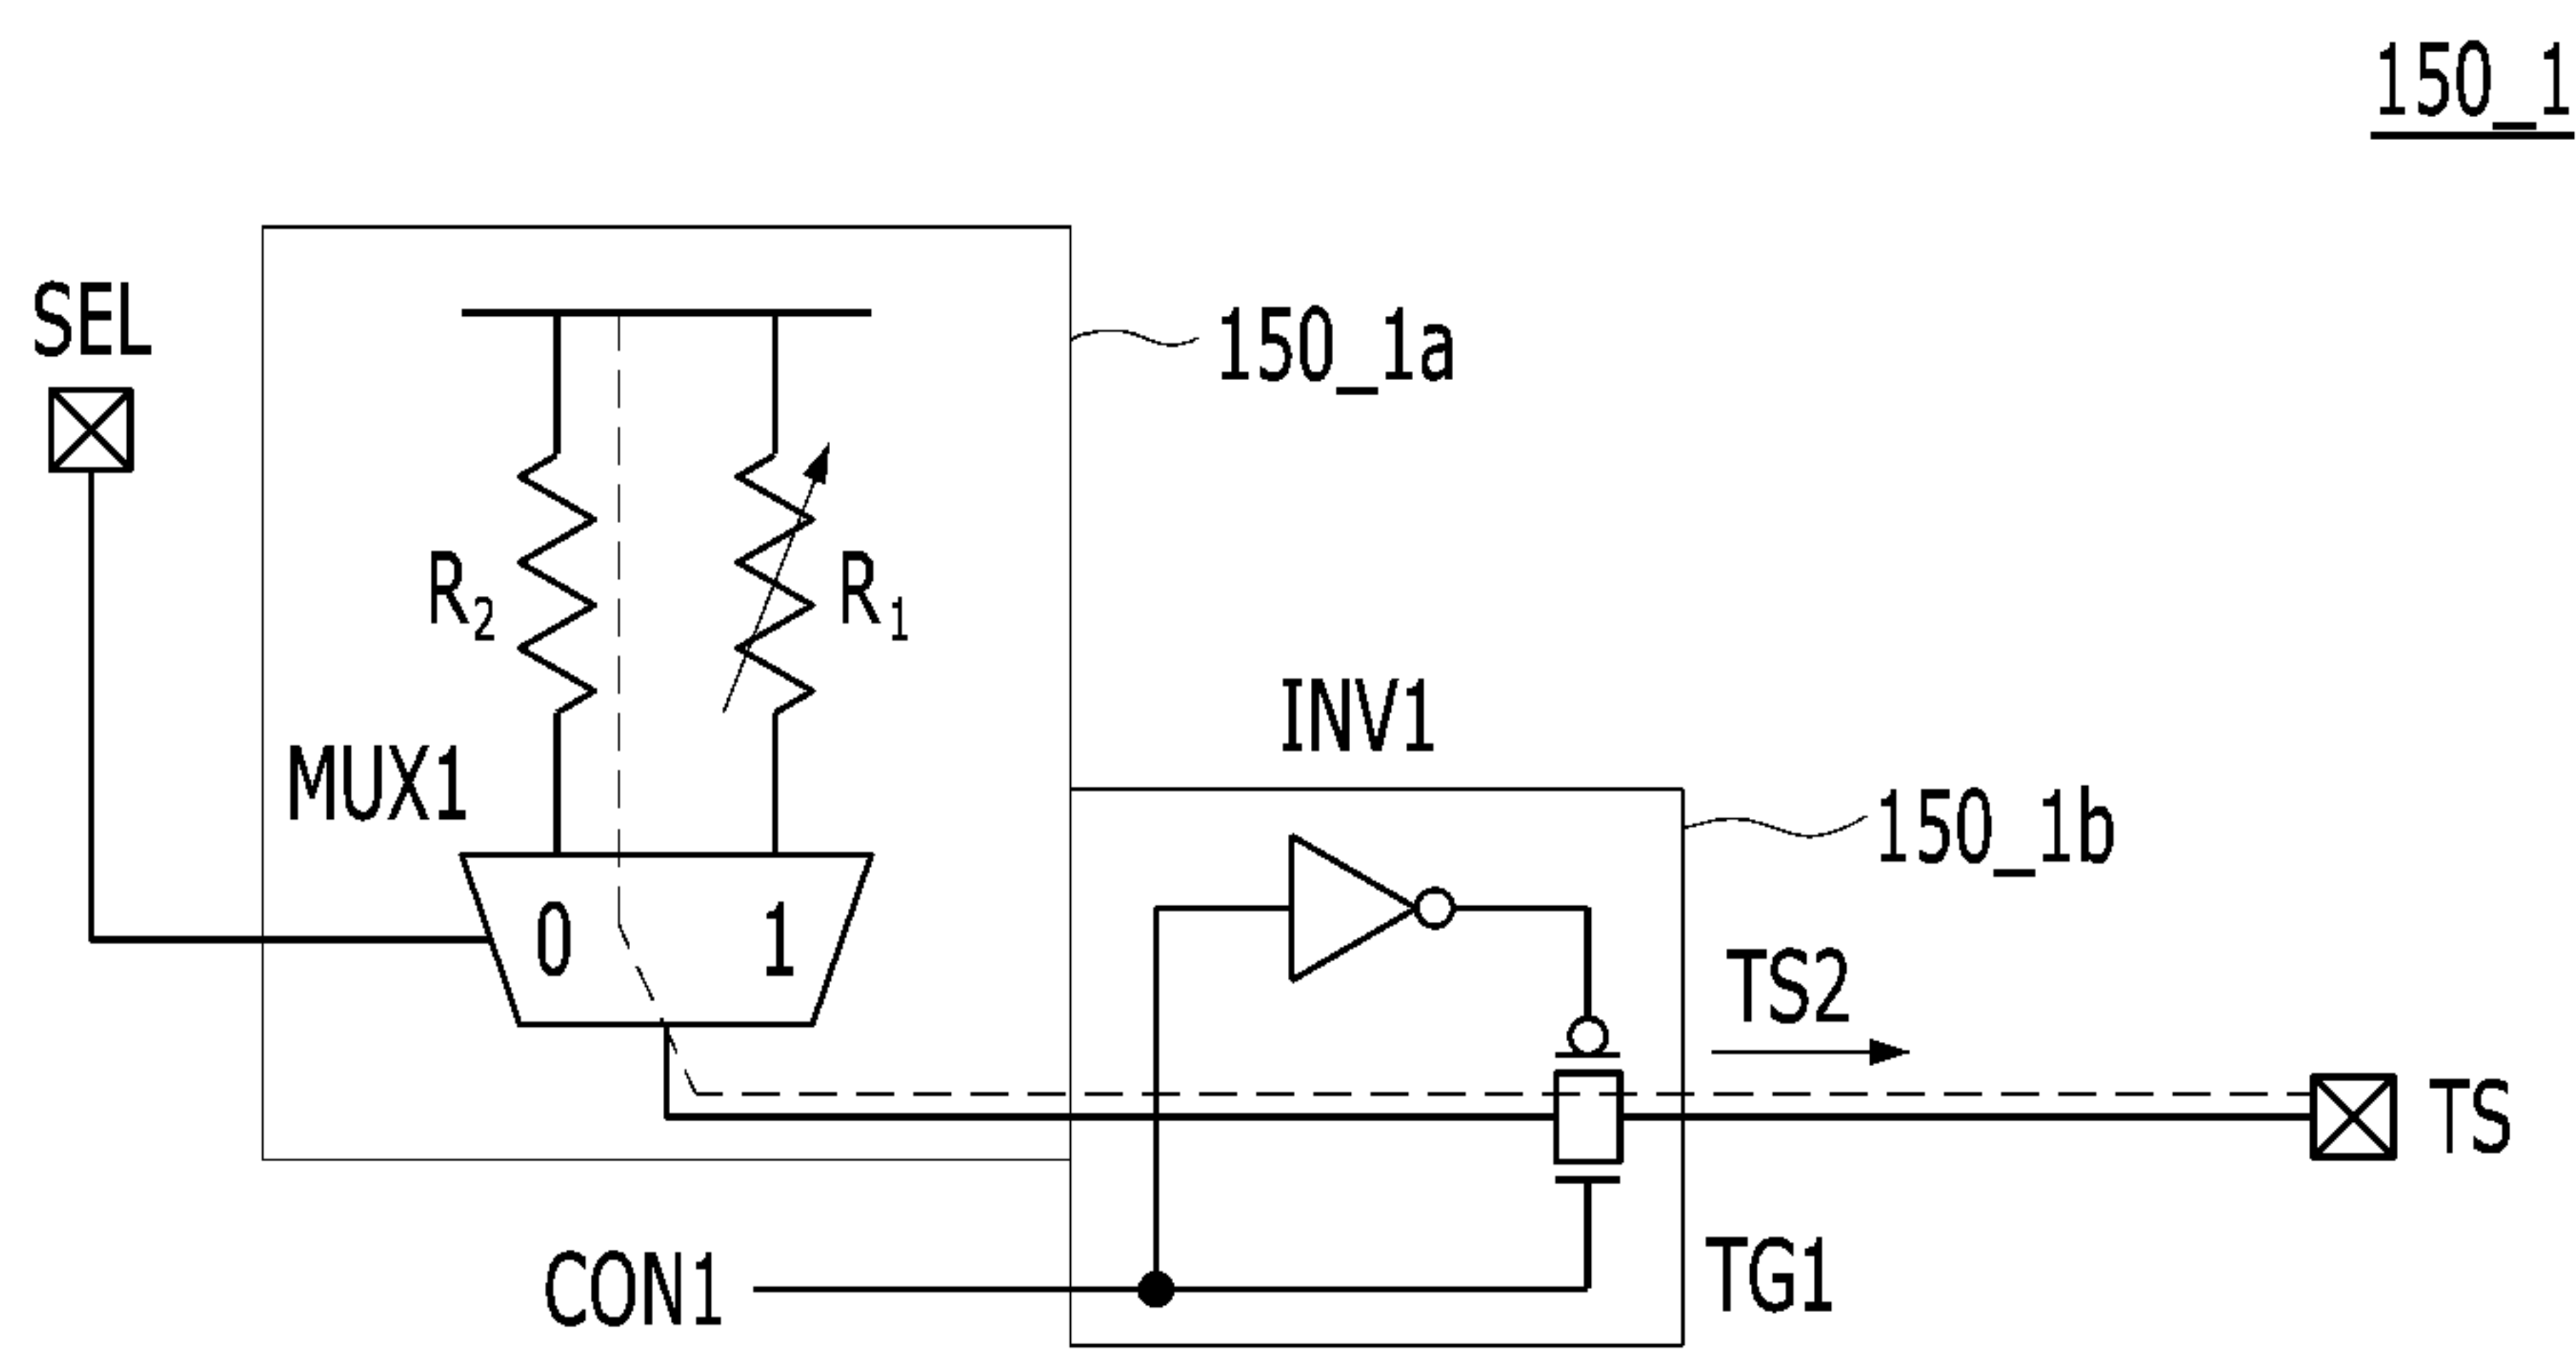 150_1
SEL
150_1a
R2
R1
INV1
MUX1
150_1b
0
1
TS2
TS
CON1
TG1